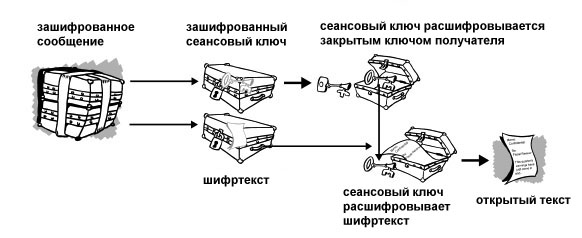 зашифрованное
сообщение
зашифрованный
сеансовый ключ
сеансовый ключ расшифровывается
закрытым ключом получателя
шифртекст
сеансовый ключ
расшифровывает
шифртекст
открытый текст